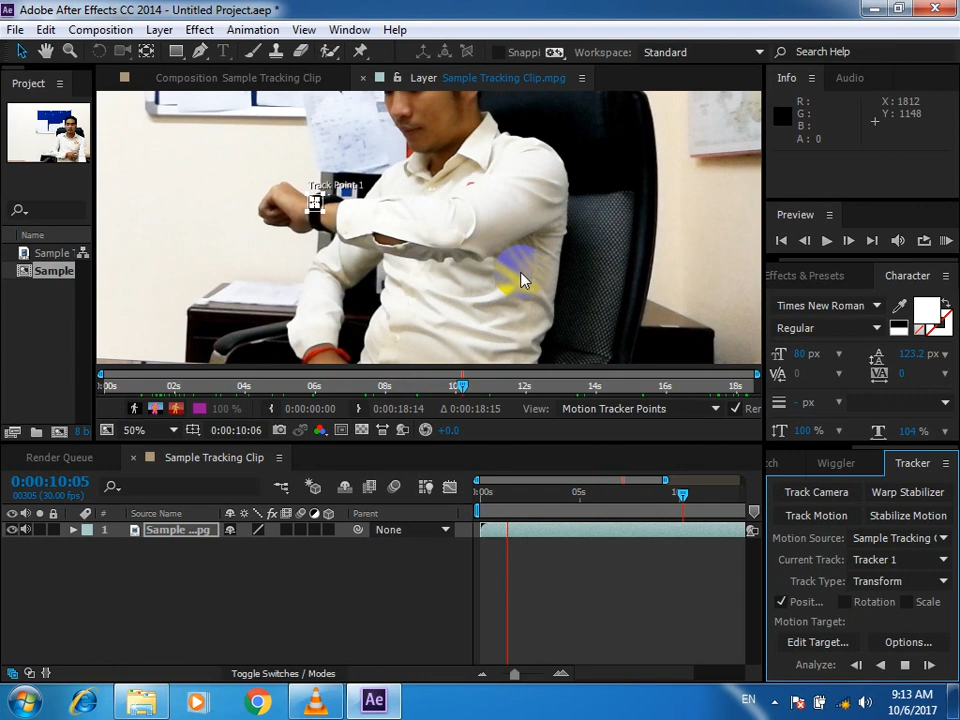 Adobe After Effects CC 2014 - Untitled Project.aep *
File Edit Composition Layer Effect Animation View Window Help
Snappi Workspace: Standard Search Help
Project Composition Sample Tracking Clip Layer Sample Tracking Clip.mpg Info Audio
R: X: 1812
G: Y: 1148
B:
A: 0
Track Point 1
Preview
Name
Sample
Sample
Effects & Presets Character
Times New Roman
Regular
80 px 123.2 px
0 0
- px
100 % 104 %
:00s 02s 04s 06s 08s 10s 12s 14s 16s 18s
100 % 0:00:00:00 0:00:18:14 Δ 0:00:18:15 View: Motion Tracker Points Rer
8 b 50% 0:00:10:06 +0.0
Render Queue Sample Tracking Clip
ch Wiggler Tracker
0:00:10:05
00305 (30.00 fps)
:00s 05s 1
# Source Name Parent
1 Sample ...pg None
Track Camera Warp Stabilizer
Track Motion Stabilize Motion
Motion Source: Sample Tracking C
Current Track: Tracker 1
Track Type: Transform
Posit... Rotation Scale
Motion Target:
Edit Target... Options...
Analyze:
Toggle Switches / Modes
Ae EN 9:13 AM
10/6/2017